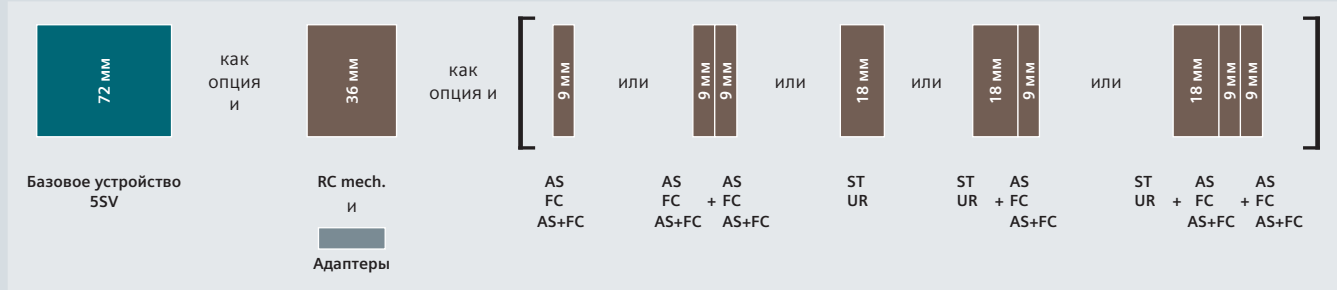 72 мм
как
опция
и
36 мм
как
опция и
9 мм
или
9 мм
9 мм
или
18 мм
или
18 мм
9 мм
или
18 мм
9 мм
9 мм
Базовое устройство
5SV
RC mech.
и
Адаптеры
AS
FC
AS+FC
AS AS
FC + FC
AS+FC AS+FC
ST
UR
ST AS
UR + FC
AS+FC
ST AS AS
UR + FC + FC
AS+FC AS+FC